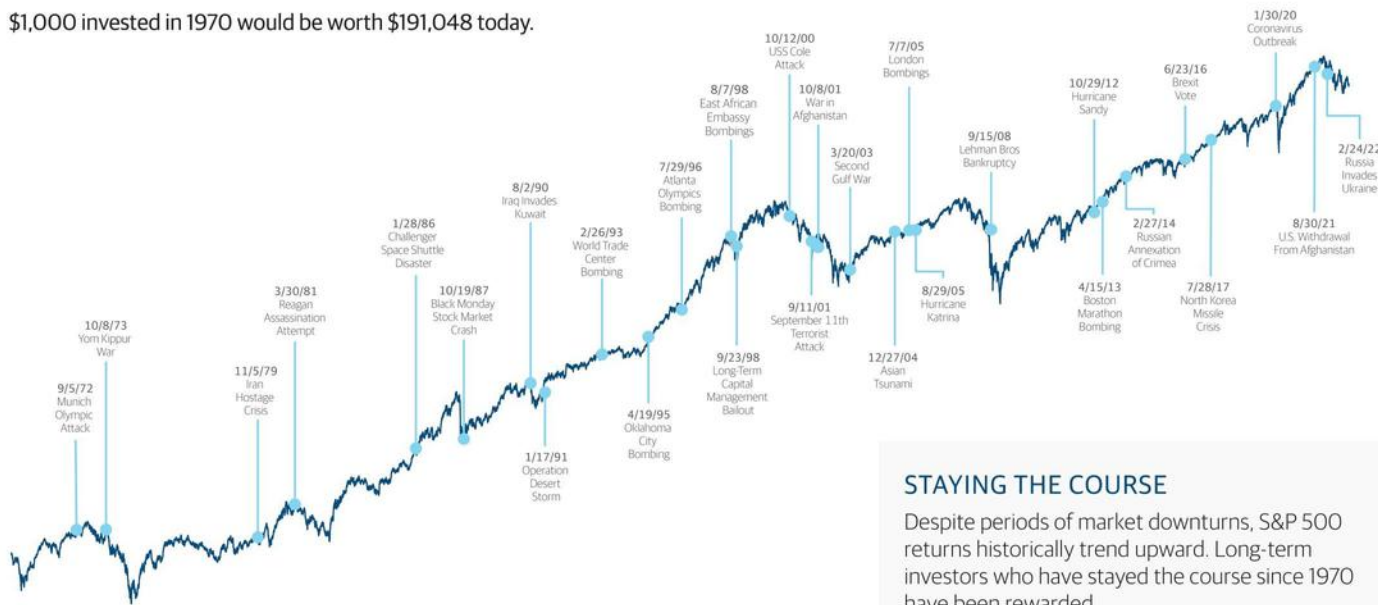 $1,000 invested in 1970 would be worth $191,048 today.
9/5/72
Munich
Olympic
Attack
10/8/73
Yom Kippur
War
11/5/79
Iran
Hostage
Crisis
3/30/81
Reagan
Assassination
Attempt
1/28/86
Challenger
Space Shuttle
Disaster
10/19/87
Black Monday
Stock Market
Crash
8/2/90
Iraq Invades
Kuwait
1/17/91
Operation
Desert
Storm
2/26/93
World Trade
Center
Bombing
4/19/95
Oklahoma
City
Bombing
7/29/96
Atlanta
Olympics
Bombing
8/7/98
East African
Embassy
Bombings
9/23/98
Long-Term
Capital
Management
Bailout
10/12/00
USS Cole
Attack
9/11/01
September 11th
Terrorist
Attack
10/8/01
War in
Afghanistan
3/20/03
Second
Gulf War
12/27/04
Asian
Tsunami
7/7/05
London
Bombings
8/29/05
Hurricane
Katrina
9/15/08
Lehman Bros
Bankruptcy
10/29/12
Hurricane
Sandy
4/15/13
Boston
Marathon
Bombing
2/27/14
Russian
Annexation
of Crimea
6/23/16
Brexit
Vote
7/28/17
North Korea
Missile
Crisis
1/30/20
Coronavirus
Outbreak
8/30/21
U.S. Withdrawal
From Afghanistan
2/24/22
Russia
Invades
Ukraine
STAYING THE COURSE
Despite periods of market downturns, S&P 500
returns historically trend upward. Long-term
investors who have stayed the course since 1970
have been rewarded